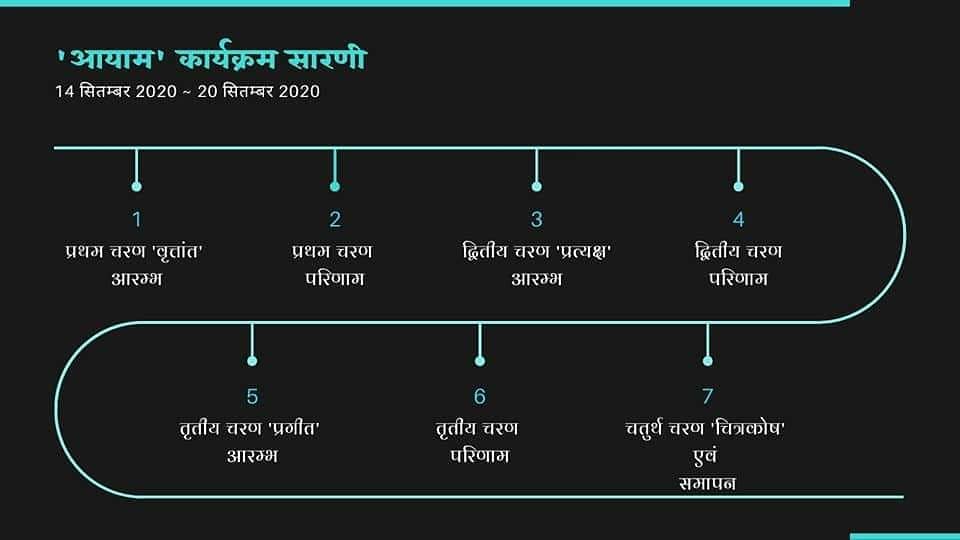 'आयाम' कार्यक्रम सारणी
14 सितम्बर 2020 ~ 20 सितम्बर 2020
1
प्रथम चरण 'वृत्तांत'
आरम्भ
2
प्रथम चरण
परिणाम
3
द्वितीय चरण 'प्रत्यक्ष'
आरम्भ
4
द्वितीय चरण
परिणाम
5
तृतीय चरण 'प्रगीत'
आरम्भ
6
तृतीय चरण
परिणाम
7
चतुर्थ चरण 'चित्रकोष'
एवं
समापन